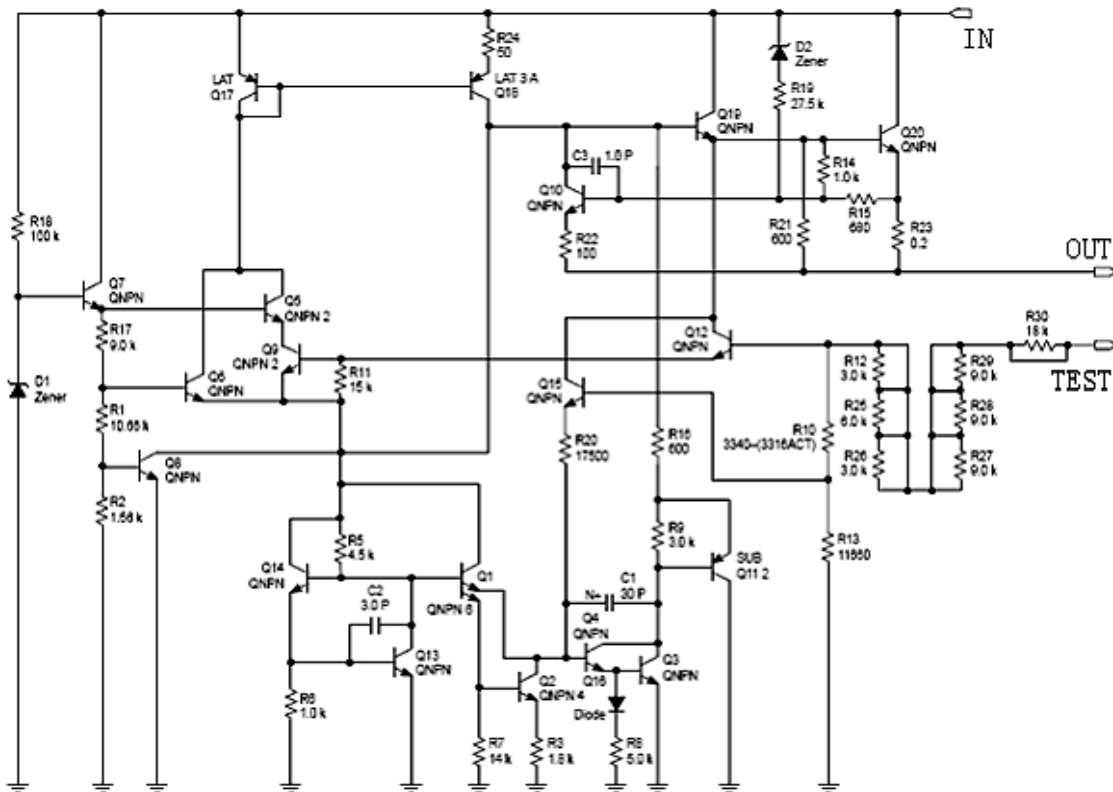 IN
R24
50
D2
Zener
LAT
Q17
LAT 3 A
Q18
R19
27.5 k
Q19
QNPN
Q20
QNPN
C3
1.0 P
R14
1.0 k
Q10
QNPN
R18
100 k
R15
680
R21
600
R23
0.2
R22
100
OUT
Q7
QNPN
Q5
QNPN 2
R30
18 k
TEST
R17
9.0 k
Q9
QNPN 2
Q12
QNPN
R11
15 k
R12
3.0 k
R29
9.0 k
D1
Zener
Q6
QNPN
Q15
QNPN
R25
6.0 k
R28
9.0 k
R1
10.66 k
R20
17500
R16
600
R10
3340–(3316ACT)
R26
3.0 k
R27
9.0 k
Q8
QNPN
R2
1.56 k
R5
4.5 k
R9
3.0 k
R13
11660
SUB
Q11 2
Q14
QNPN
Q1
QNPN 6
C2
3.0 P
N+
C1
30 P
Q4
QNPN
Q13
QNPN
Q3
QNPN
Q16
Q2
QNPN 4
R6
1.0 k
Diode
R7
14 k
R3
1.8 k
R8
5.0 k